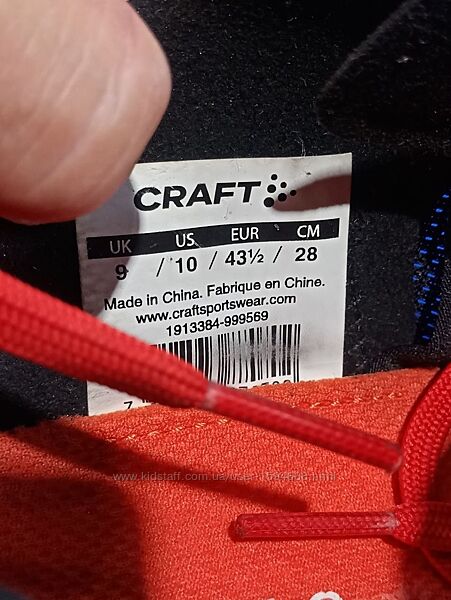 CRAFT
UK US EUR CM
9 / 10 / 43½ / 28
Made in China. Fabrique en Chine.
www.craftsportswear.com
1913384-999569
7